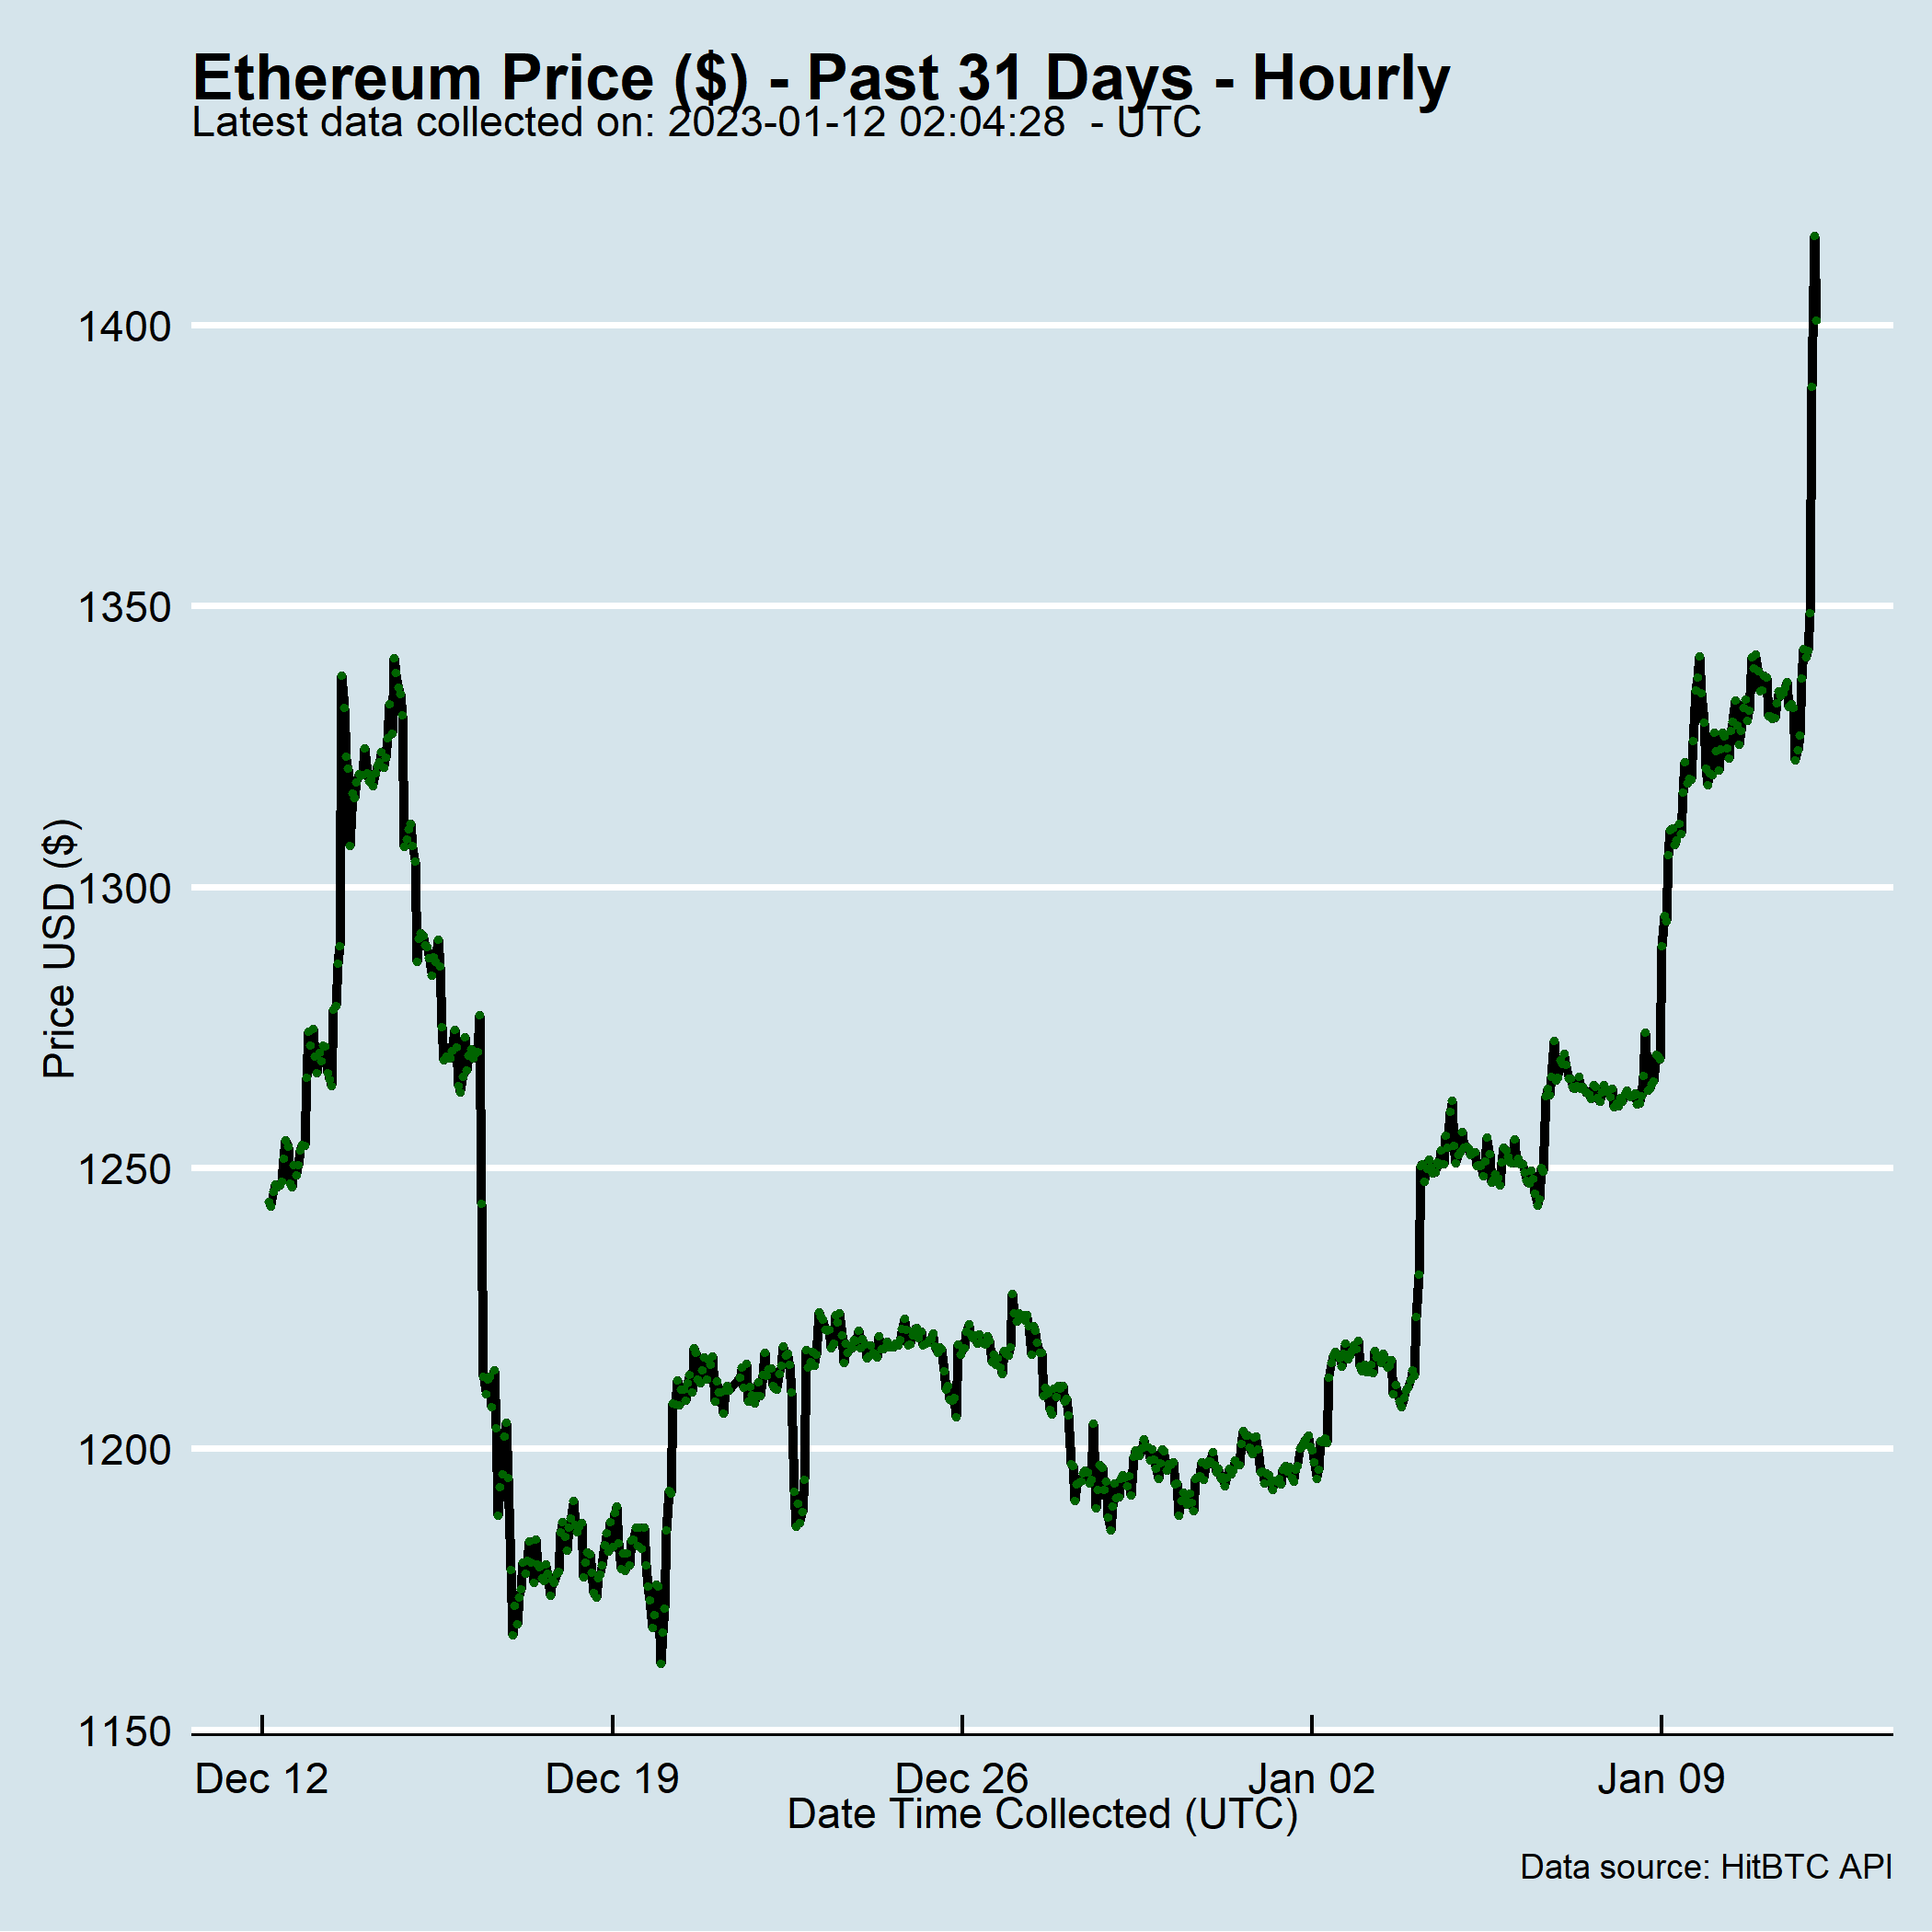 Ethereum Price ($) - Past 31 Days - Hourly
Latest data collected on: 2023-01-12 02:04:28  - UTC
Price USD ($)
1400
1350
1300
1250
1200
1150
Dec 12
Dec 19
Dec 26
Jan 02
Jan 09
Date Time Collected (UTC)
Data source: HitBTC API